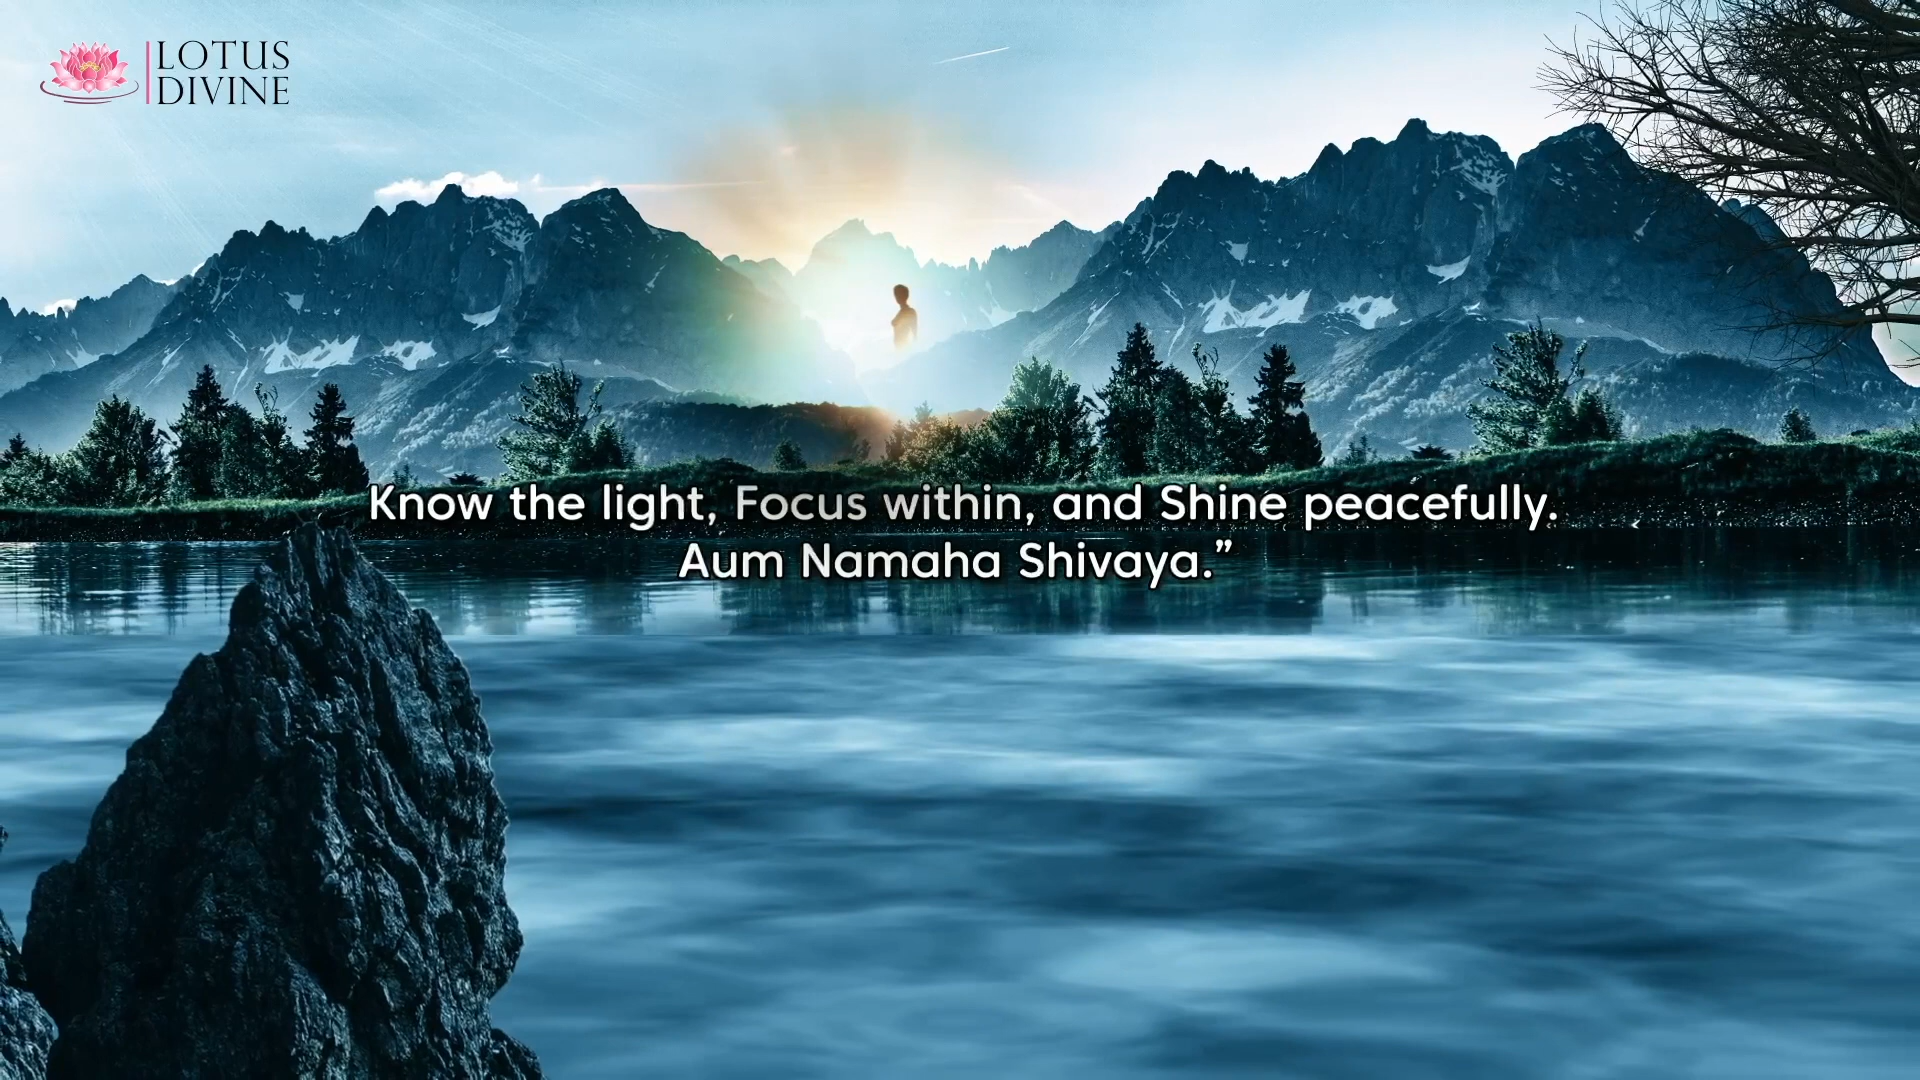 LOTUS
DIVINE
Know the light, Focus within, and Shine peacefully.
Aum Namaha Shivaya.”